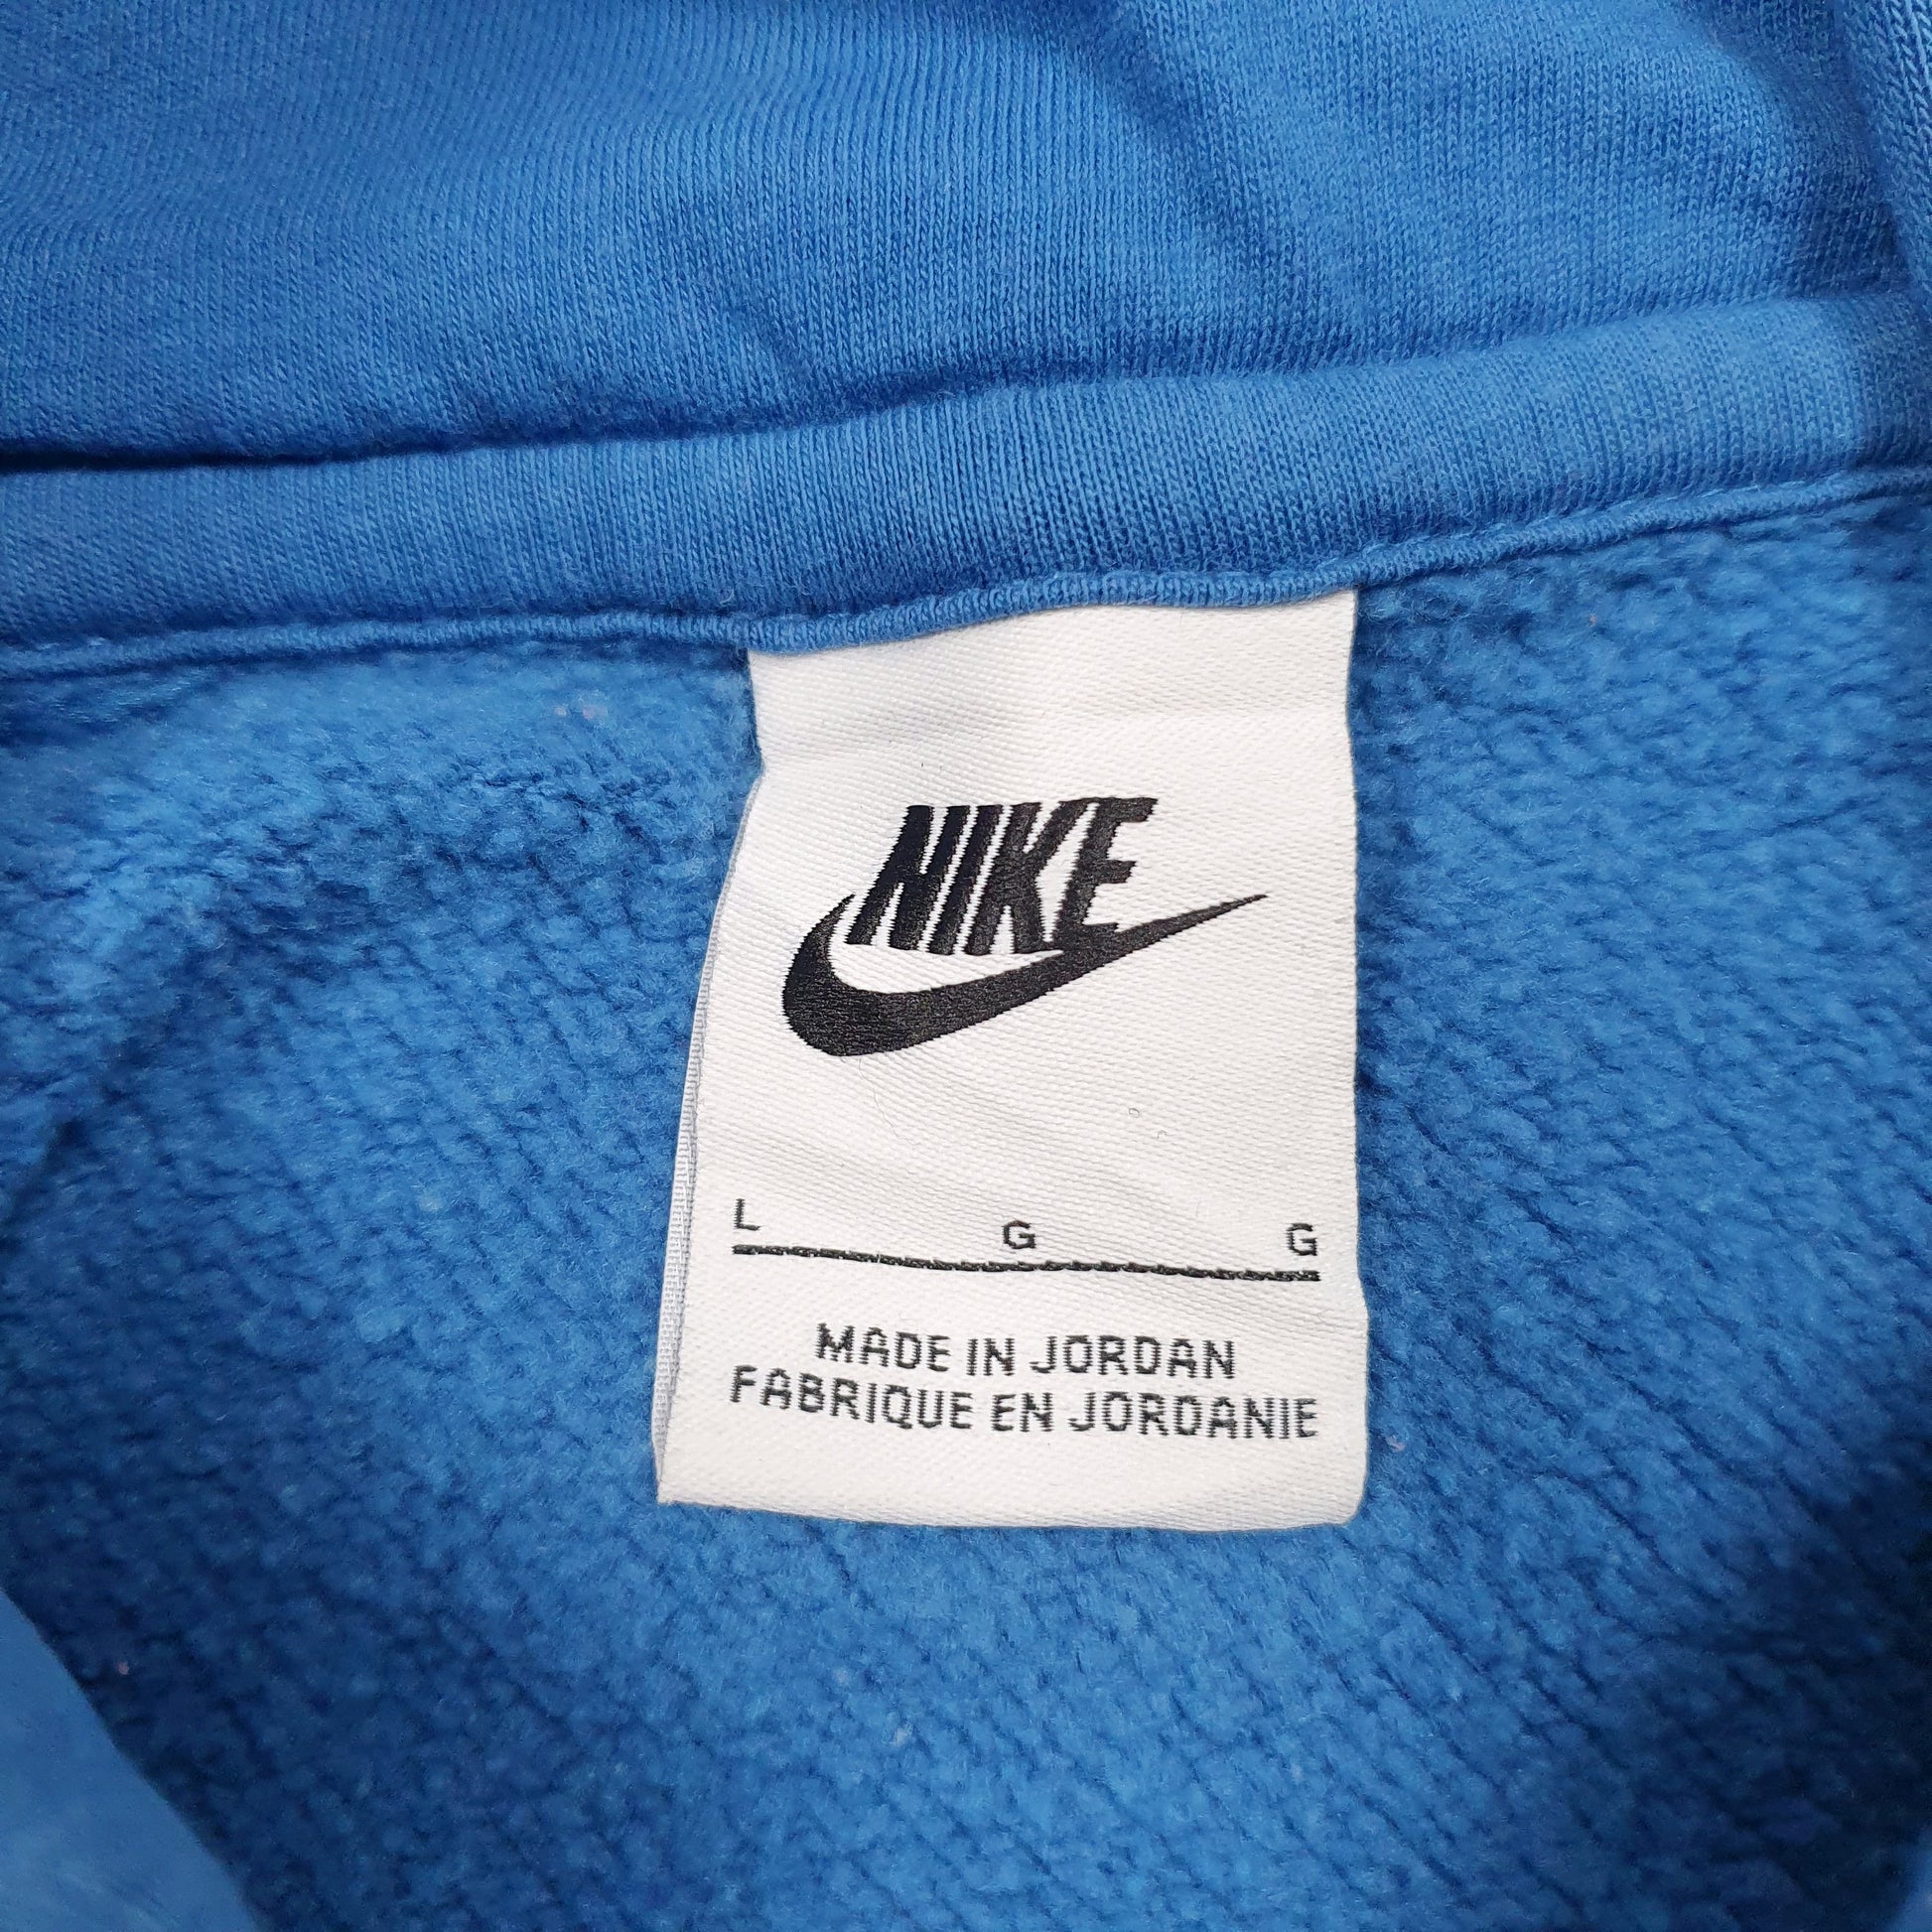 NIKE
L G G
MADE IN JORDAN
FABRIQUE EN JORDANIE